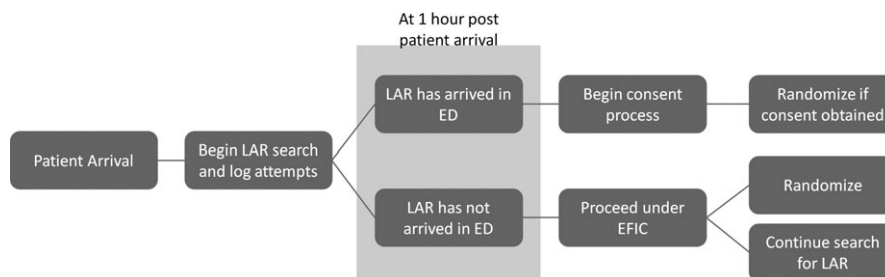 At 1 hour post
patient arrival
LAR has arrived in
ED
Begin consent
process
Randomize if
consent obtained
Patient Arrival
Begin LAR search
and log attempts
LAR has not
arrived in ED
Proceed under
EFIC
Randomize
Continue search
for LAR